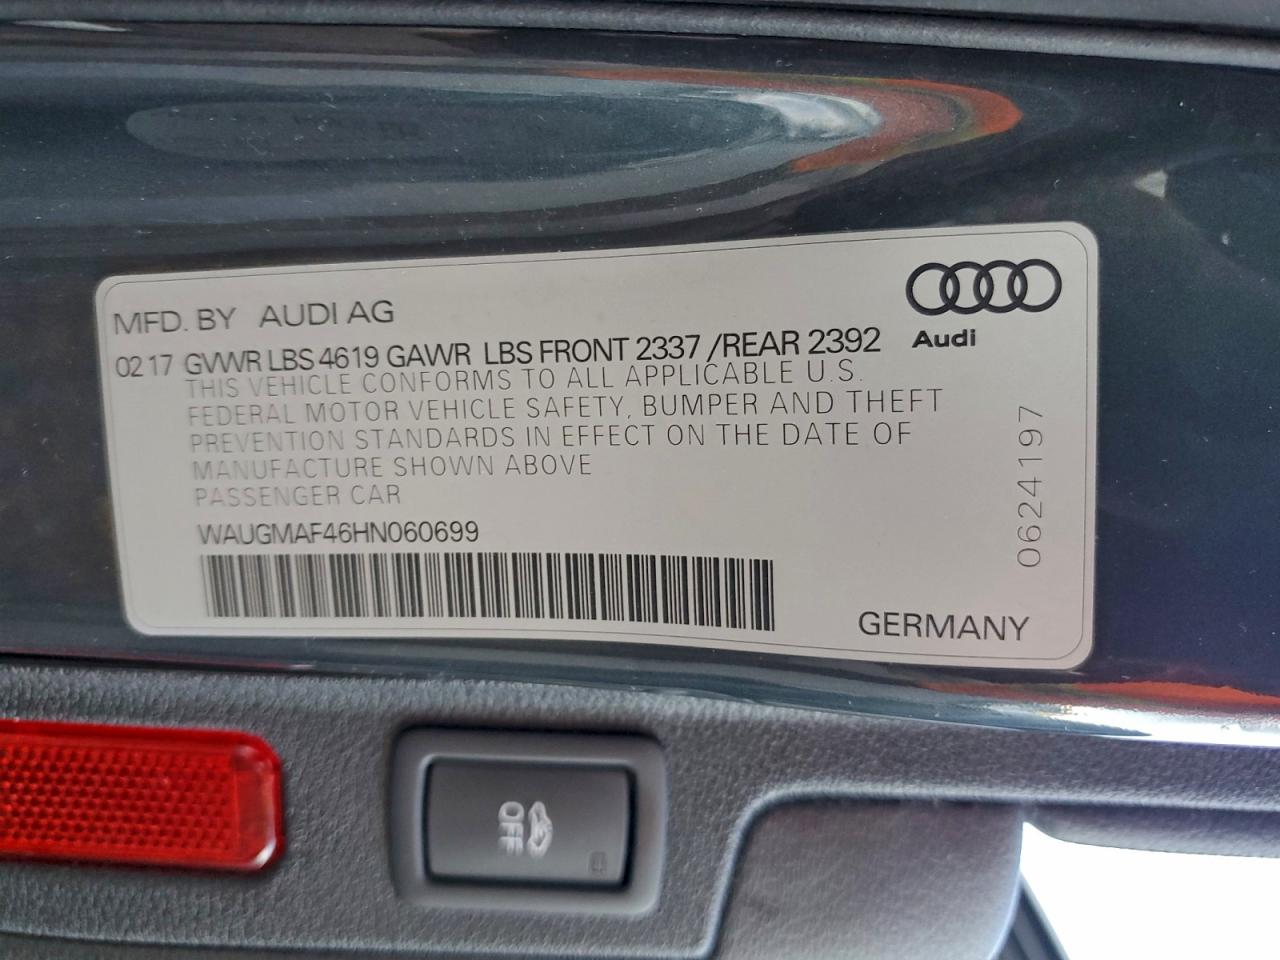 MFD. BY AUDI AG
Audi
02 17 GVWR LBS 4619 GAWR LBS FRONT 2337 /REAR 2392
THIS VEHICLE CONFORMS TO ALL APPLICABLE U.S.
FEDERAL MOTOR VEHICLE SAFETY, BUMPER AND THEFT
PREVENTION STANDARDS IN EFFECT ON THE DATE OF
MANUFACTURE SHOWN ABOVE
PASSENGER CAR
WAUGMAF46HN060699
0624197
GERMANY
OFF